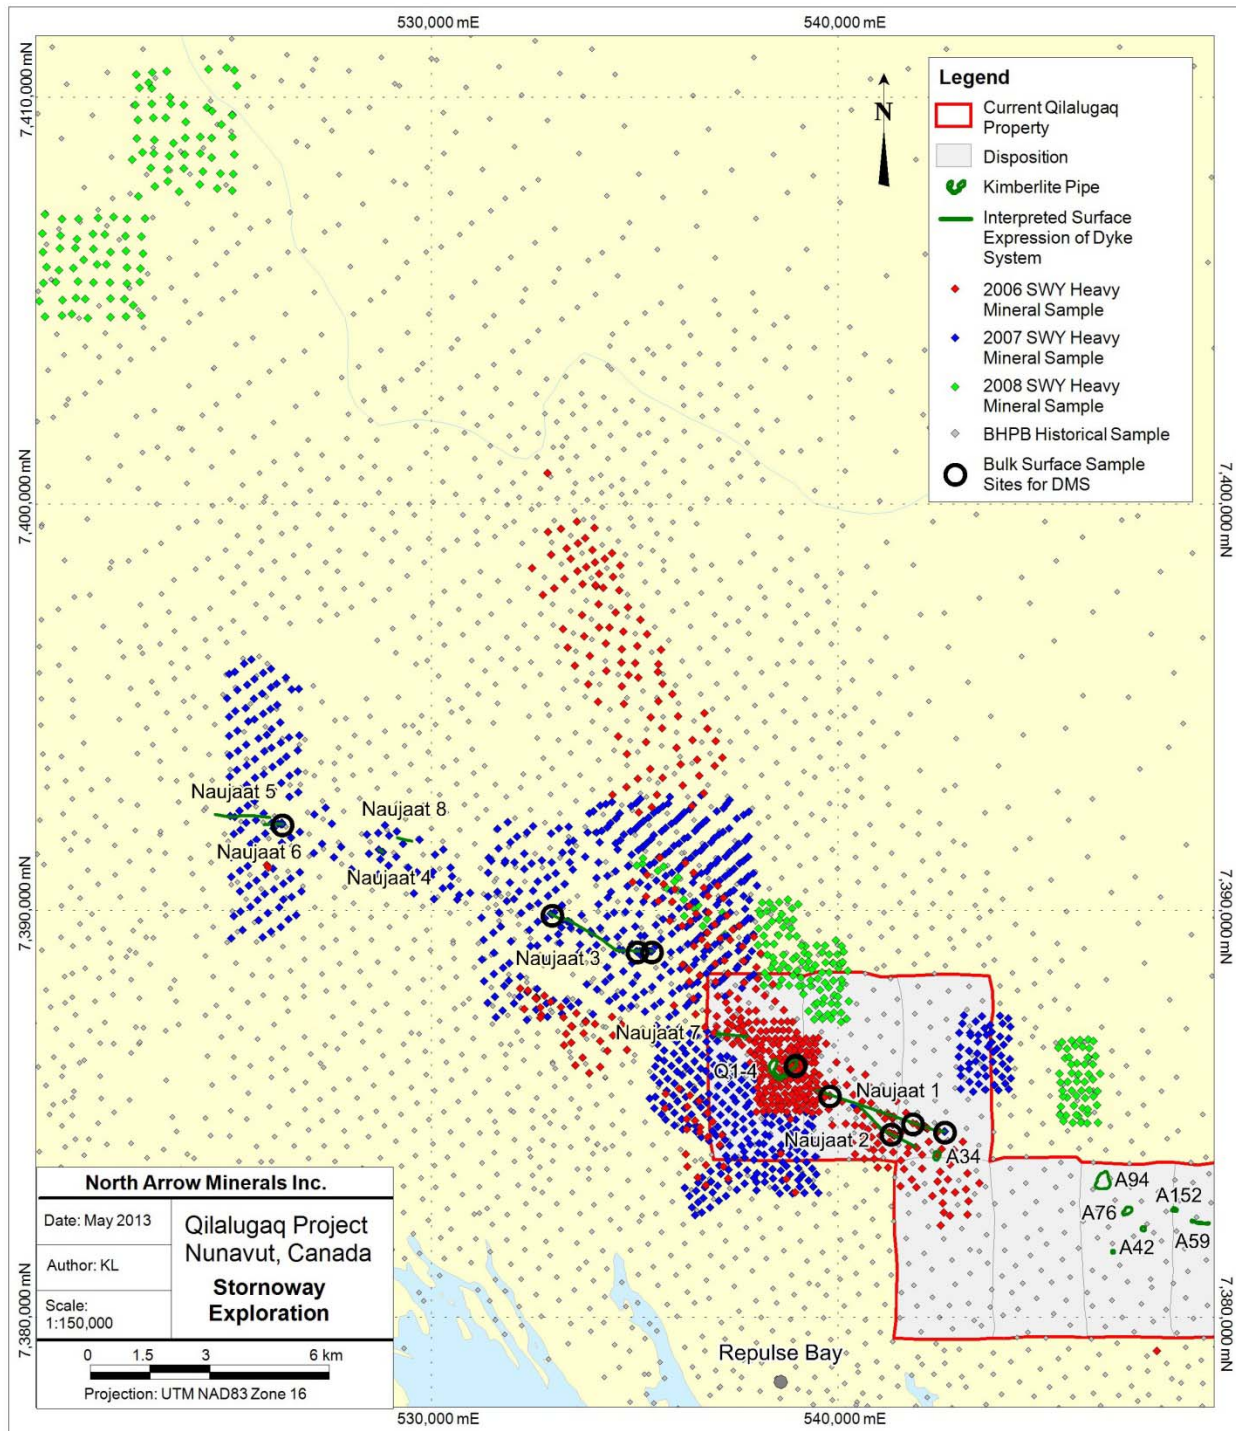 530,000 mE
540,000 mE
7,410,000 mN
Legend
Current Qilalugaq
Property
Disposition
Kimberlite Pipe
Interpreted Surface
Expression of Dyke
System
2006 SWY Heavy
Mineral Sample
2007 SWY Heavy
Mineral Sample
2008 SWY Heavy
Mineral Sample
BHPB Historical Sample
Bulk Surface Sample
Sites for DMS
N
7,400,000 mN
7,400,000 mN
Naujaat 5
Naujaat 8
Naujaat 6
Naujaat 4
7,390,000 mN
7,390,000 mN
Naujaat 3
Naujaat 7
Q1-4
Naujaat 1
Naujaat 2
A34
A94
A152
A76
A42
A59
North Arrow Minerals Inc.
Date: May 2013
Author: KL
Scale:
1:150,000
Qilalugaq Project
Nunavut, Canada
Stornoway
Exploration
0 1.5 3 6 km
Projection: UTM NAD83 Zone 16
7,380,000 mN
7,380,000 mN
Repulse Bay
530,000 mE
540,000 mE